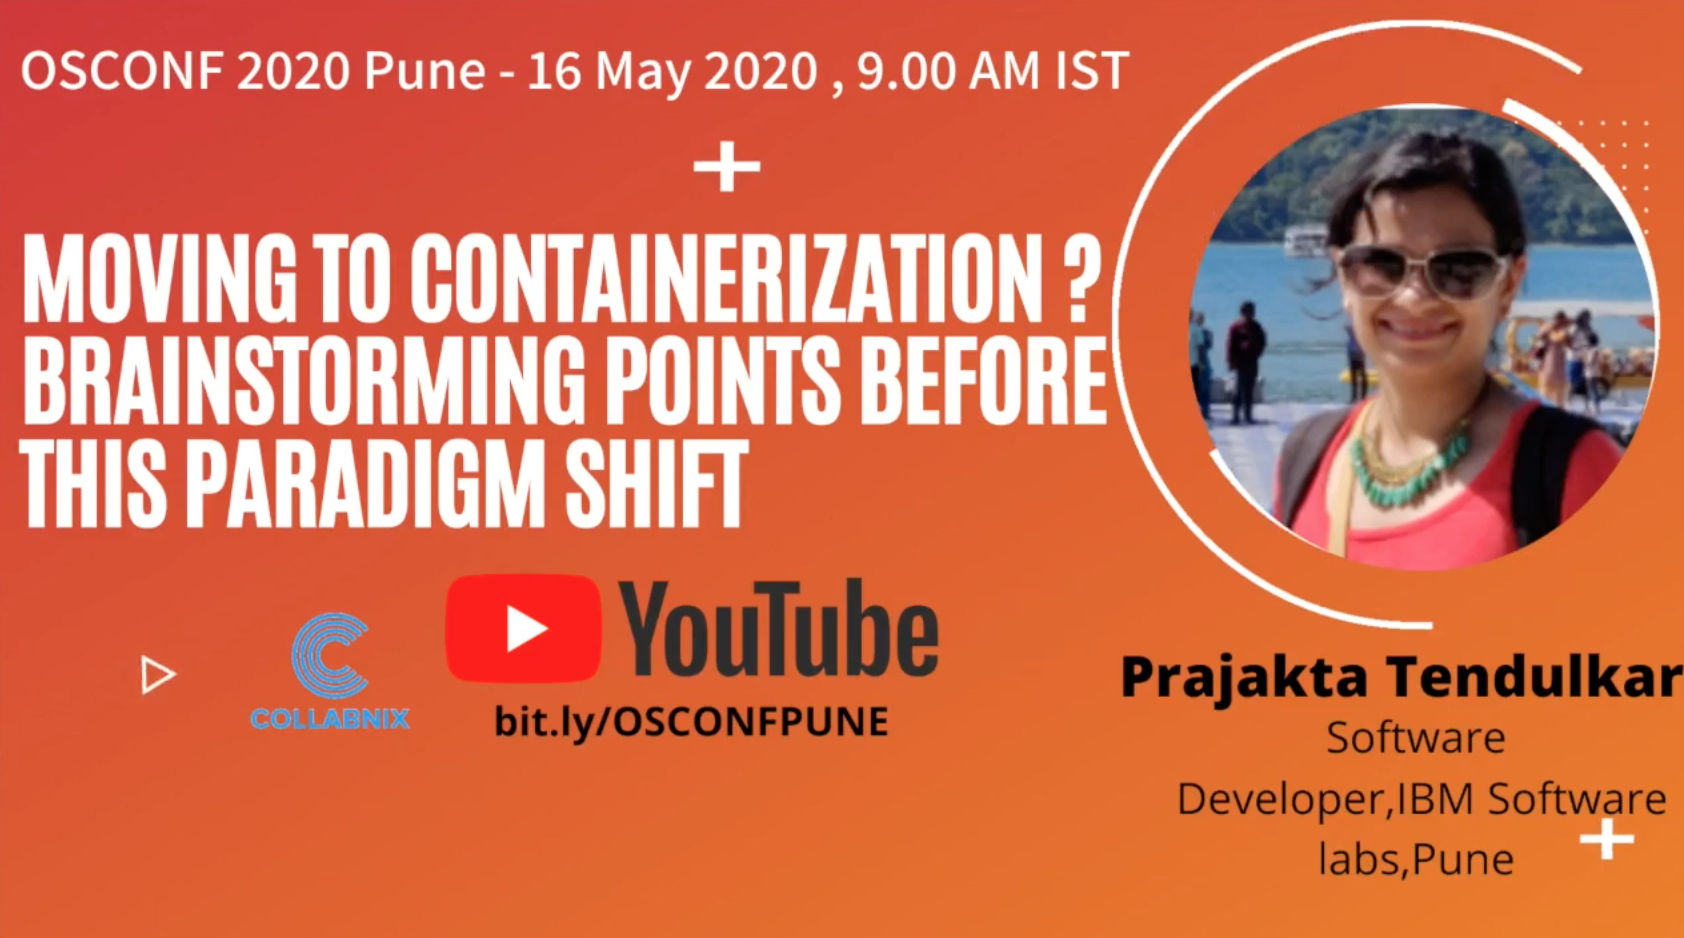 OSCONF 2020 Pune - 16 May 2020 , 9.00 AM IST
MOVING TO CONTAINERIZATION ?
BRAINSTORMING POINTS BEFORE
THIS PARADIGM SHIFT
YouTube
COLLABNIX
bit.ly/OSCONFPUNE
Prajakta Tendulkar
Software
Developer,IBM Software
labs,Pune